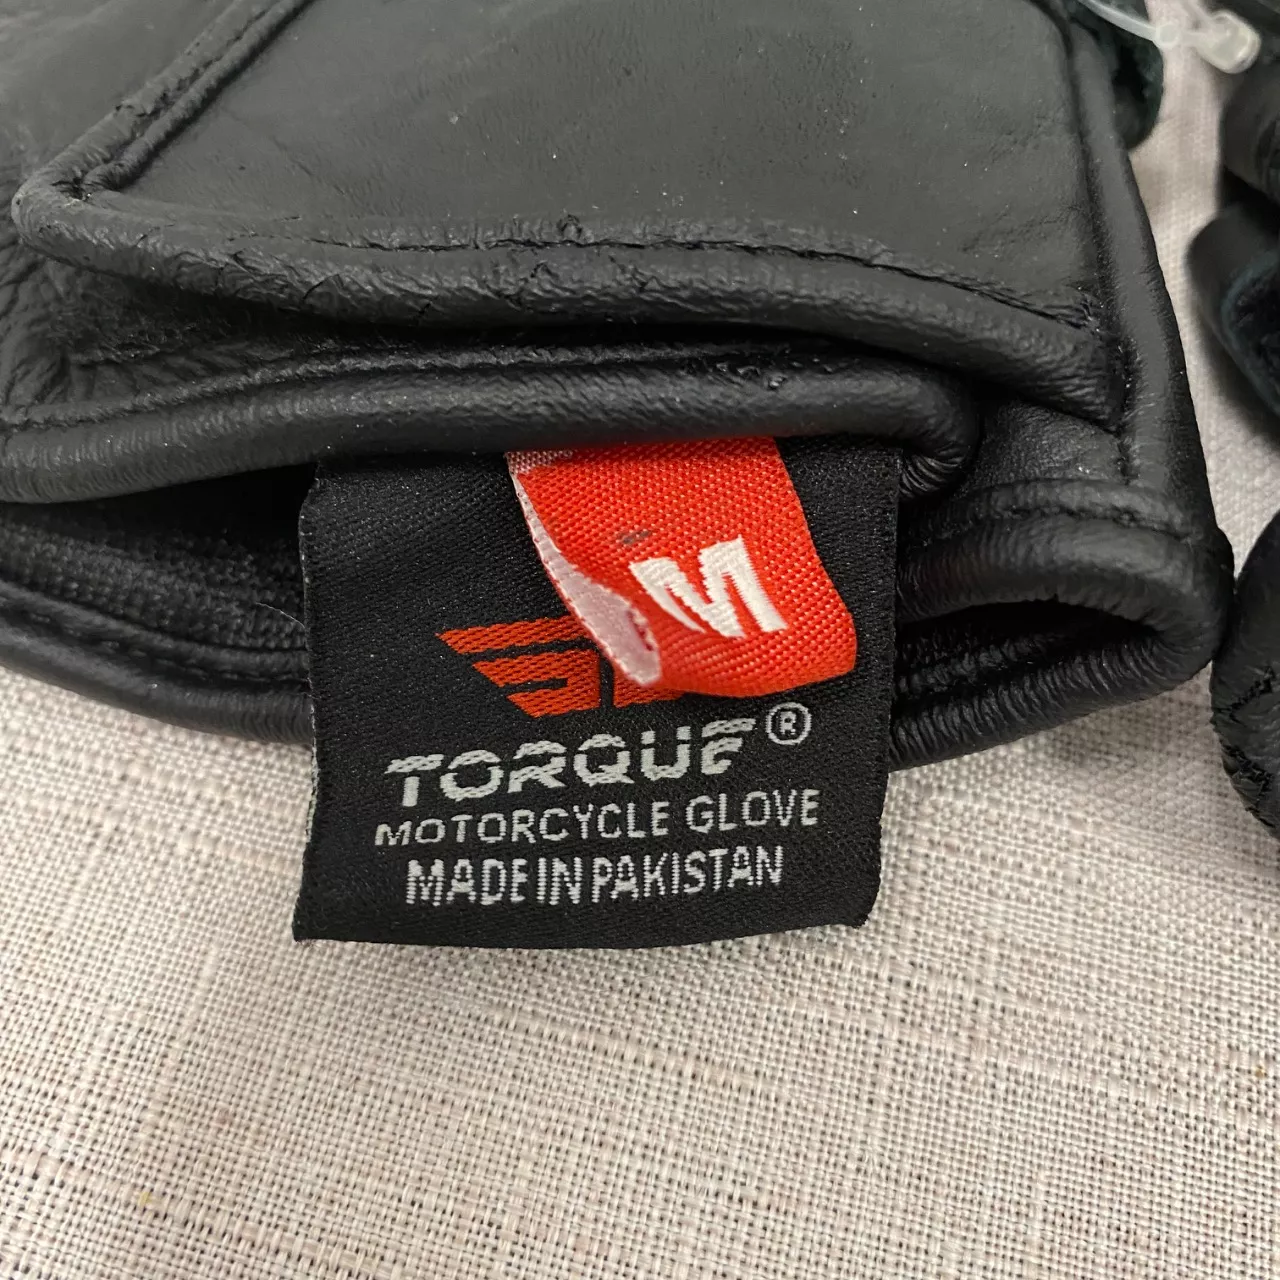 M
TORQUE®
MOTORCYCLE GLOVE
MADE IN PAKISTAN